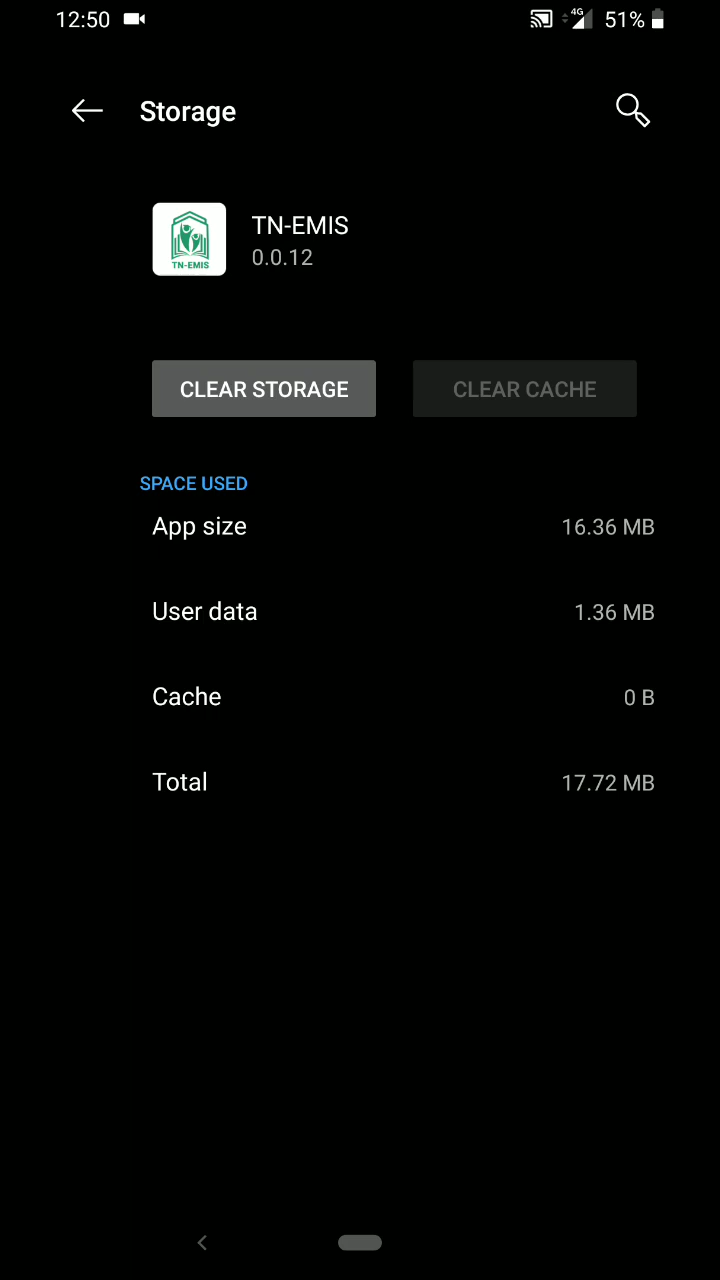 12:50
4G
51%
Storage
TN-EMIS
TN-EMIS
0.0.12
CLEAR STORAGE
CLEAR CACHE
SPACE USED
App size 16.36 MB
User data 1.36 MB
Cache 0 B
Total 17.72 MB